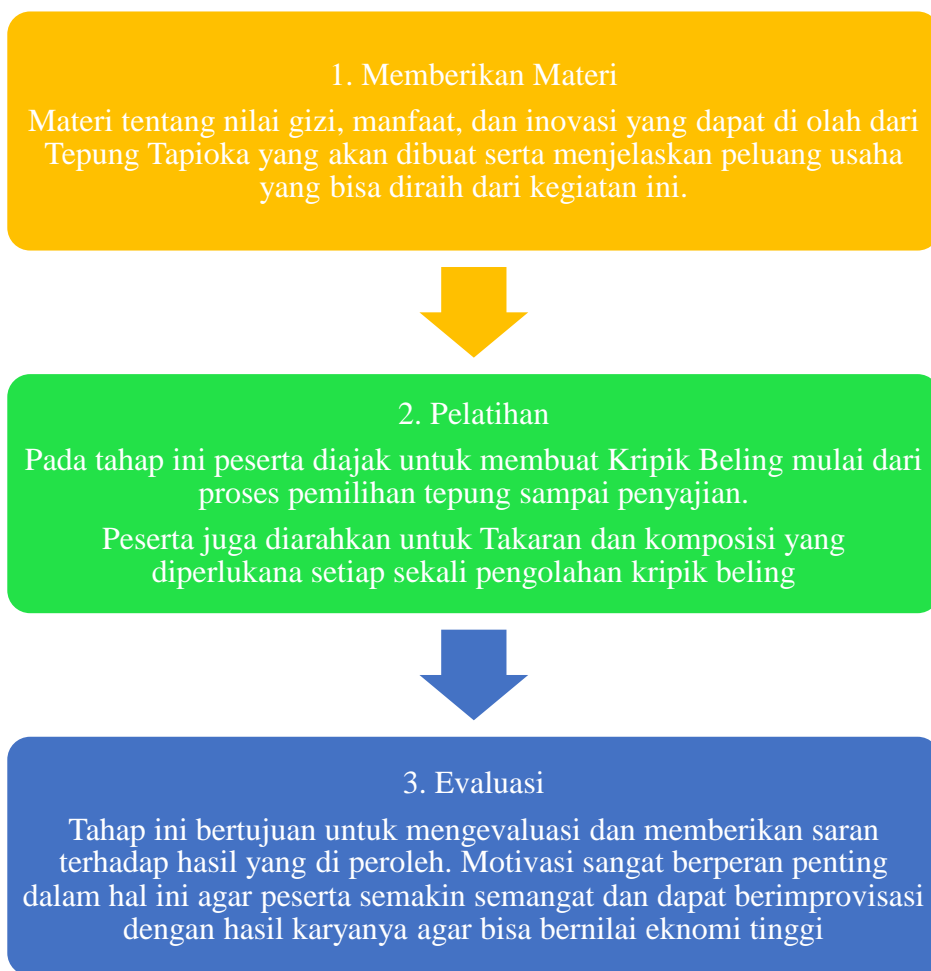 1. Memberikan Materi
Materi tentang nilai gizi, manfaat, dan inovasi yang dapat di olah dari
Tepung Tapioka yang akan dibuat serta menjelaskan peluang usaha
yang bisa diraih dari kegiatan ini.
2. Pelatihan
Pada tahap ini peserta diajak untuk membuat Kripik Beling mulai dari
proses pemilihan tepung sampai penyajian.
Peserta juga diarahkan untuk Takaran dan komposisi yang
diperlukana setiap sekali pengolahan kripik beling
3. Evaluasi
Tahap ini bertujuan untuk mengevaluasi dan memberikan saran
terhadap hasil yang di peroleh. Motivasi sangat berperan penting
dalam hal ini agar peserta semakin semangat dan dapat berimprovisasi
dengan hasil karyanya agar bisa bernilai eknomi tinggi